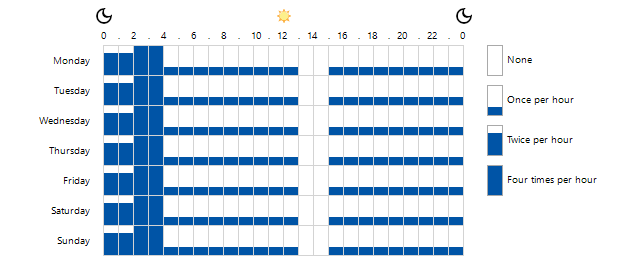 0 . 2 . 4 . 6 . 8 . 10 . 12 . 14 . 16 . 18 . 20 . 22 . 0
Monday
Tuesday
Wednesday
Thursday
Friday
Saturday
Sunday
None
Once per hour
Twice per hour
Four times per hour